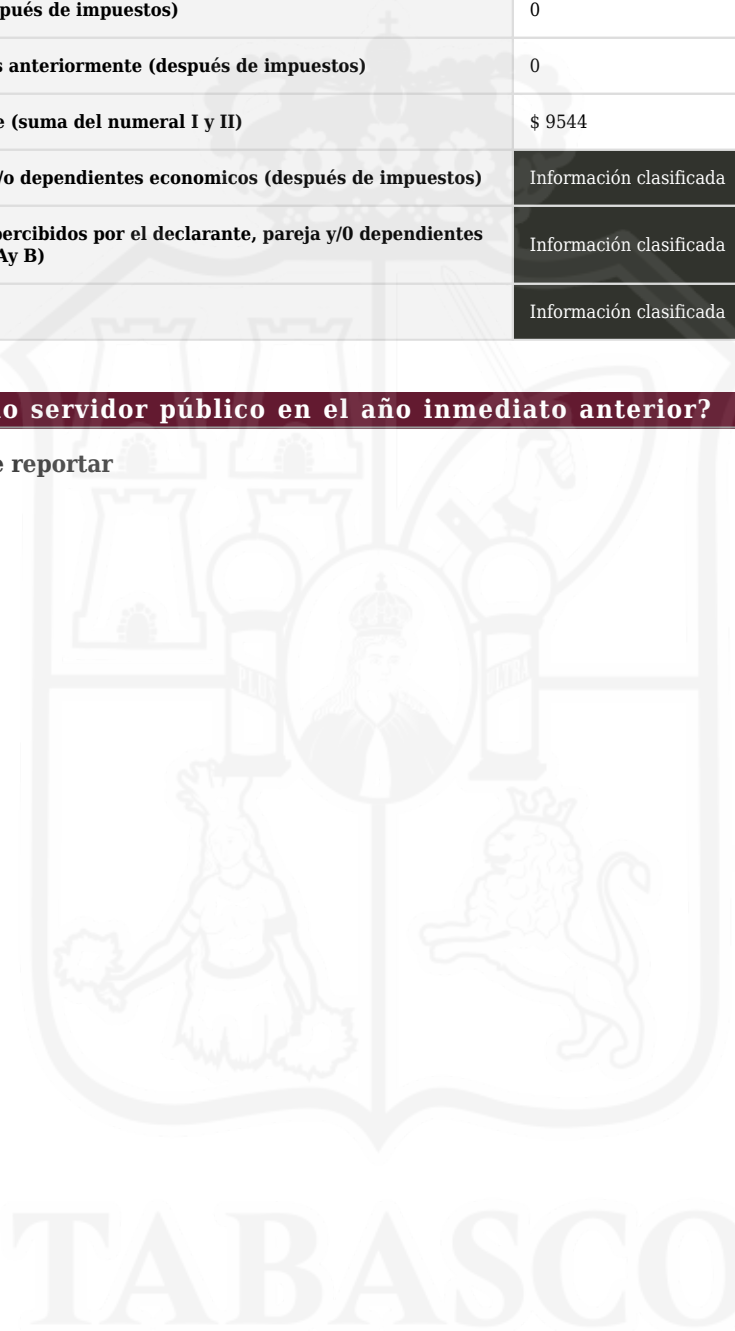 pués de impuestos)
0
s anteriormente (después de impuestos)
0
e (suma del numeral I y II)
$ 9544
/o dependientes economicos (después de impuestos)
Información clasificada
percibidos por el declarante, pareja y/0 dependientes
Ay B)
Información clasificada
Información clasificada
o servidor público en el año inmediato anterior?
e reportar
PLUS
ULTRA
TABASCO